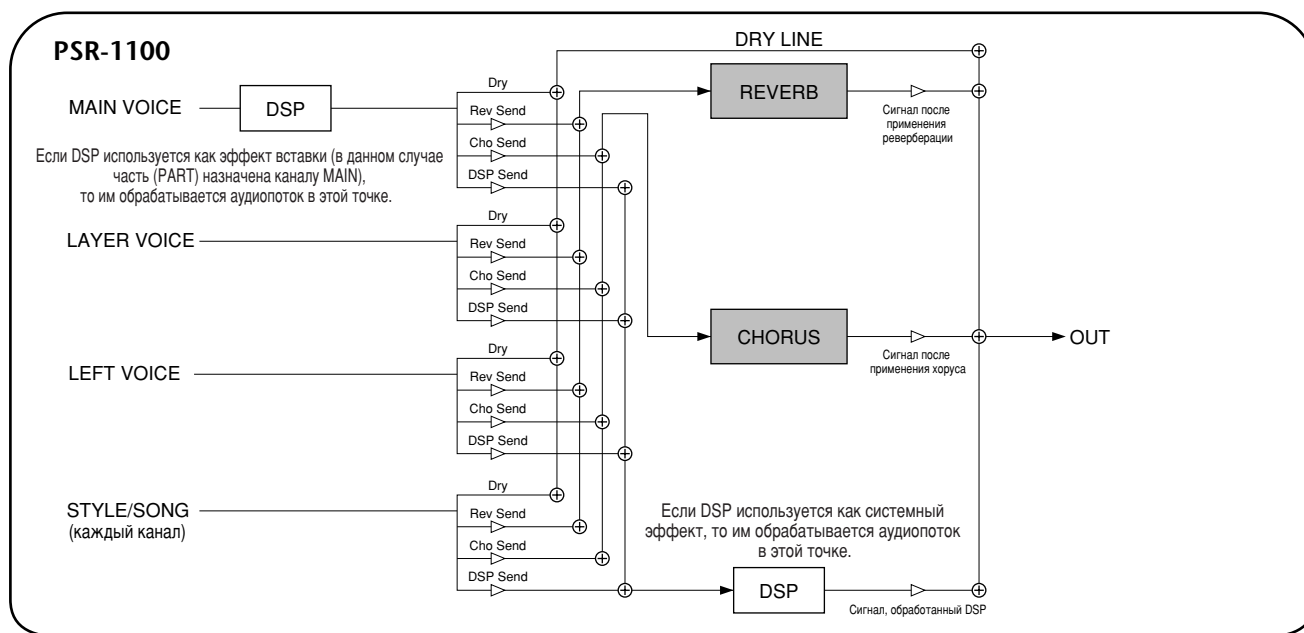 PSR-1100
DRY LINE
MAIN VOICE
DSP
Dry
Rev Send
Cho Send
DSP Send
REVERB
Сигнал после
применения
реверберации
Если DSP используется как эффект вставки (в данном случае
часть (PART) назначена каналу MAIN),
то им обрабатывается аудиопоток в этой точке.
LAYER VOICE
Dry
Rev Send
Cho Send
DSP Send
CHORUS
Сигнал после
применения хоруса
OUT
LEFT VOICE
Dry
Rev Send
Cho Send
DSP Send
STYLE/SONG
(каждый канал)
Dry
Rev Send
Cho Send
DSP Send
Если DSP используется как системный
эффект, то им обрабатывается аудиопоток
в этой точке.
DSP
Сигнал, обработанный DSP